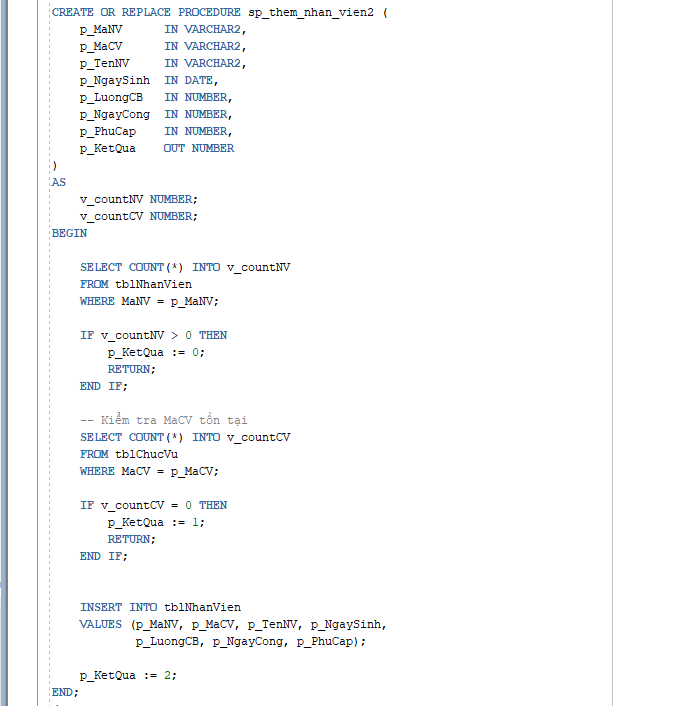 CREATE OR REPLACE PROCEDURE sp_them_nhan_vien2 (
    p_MaNV      IN VARCHAR2,
    p_MaCV      IN VARCHAR2,
    p_TenNV     IN VARCHAR2,
    p_NgaySinh  IN DATE,
    p_LuongCB   IN NUMBER,
    p_NgayCong  IN NUMBER,
    p_PhuCap    IN NUMBER,
    p_KetQua    OUT NUMBER
)
AS
    v_countNV NUMBER;
    v_countCV NUMBER;
BEGIN
    SELECT COUNT(*) INTO v_countNV
    FROM tblNhanVien
    WHERE MaNV = p_MaNV;
    IF v_countNV > 0 THEN
        p_KetQua := 0;
        RETURN;
    END IF;
    -- Kiểm tra MaCV tồn tại
    SELECT COUNT(*) INTO v_countCV
    FROM tblChucVu
    WHERE MaCV = p_MaCV;
    IF v_countCV = 0 THEN
        p_KetQua := 1;
        RETURN;
    END IF;
    INSERT INTO tblNhanVien
    VALUES (p_MaNV, p_MaCV, p_TenNV, p_NgaySinh,
            p_LuongCB, p_NgayCong, p_PhuCap);
    p_KetQua := 2;
END;